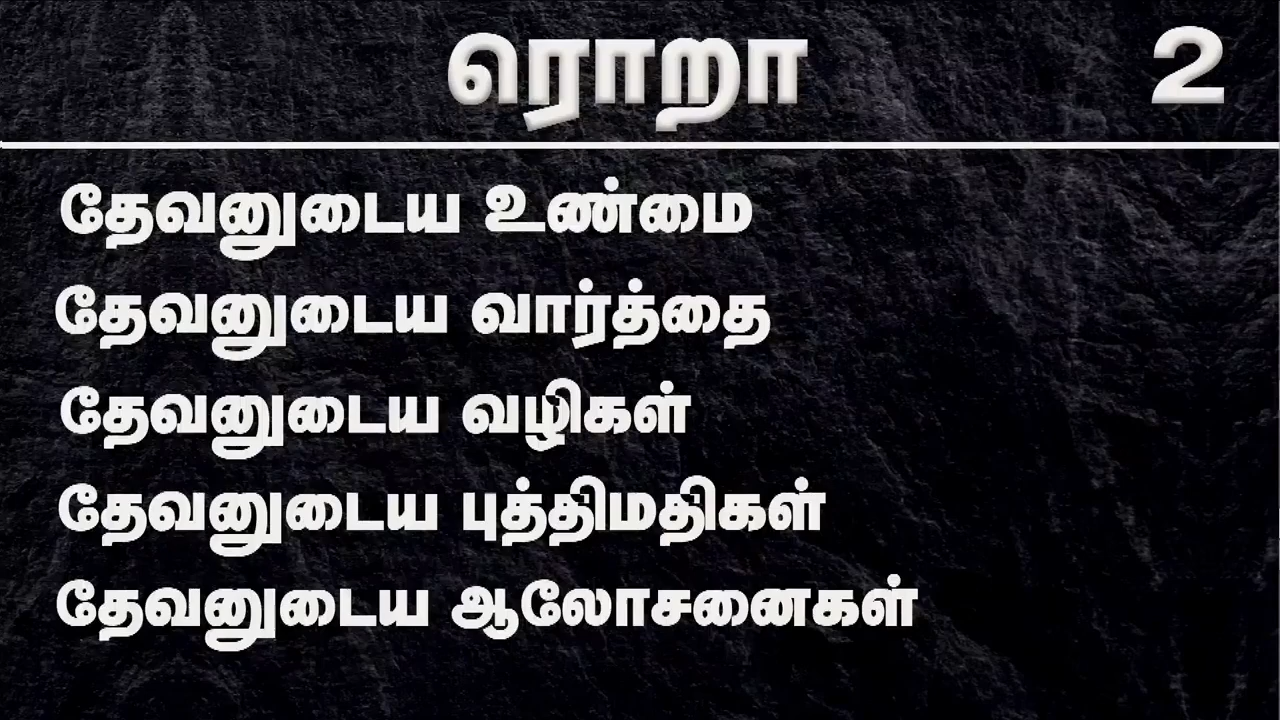 ரொறா
2
தேவனுடைய உண்மை
தேவனுடைய வார்த்தை
தேவனுடைய வழிகள்
தேவனுடைய புத்திமதிகள்
தேவனுடைய ஆலோசனைகள்